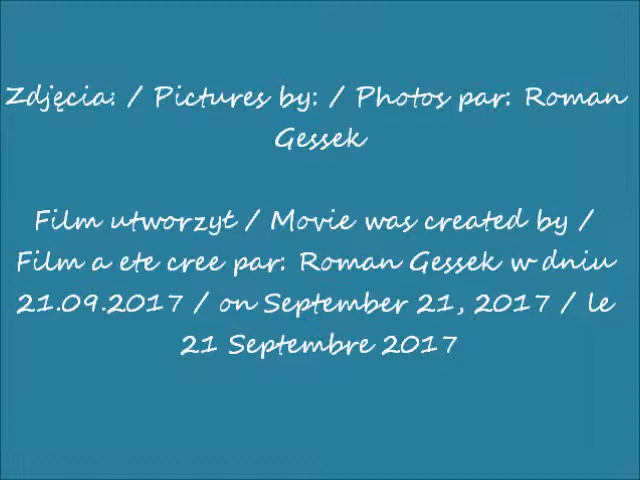 Zdjęcia: / Pictures by: / Photos par: Roman
Gessek
Film utworzył / Movie was created by /
Film a ete cree par: Roman Gessek w dniu
21.09.2017 / on September 21, 2017 / le
21 Septembre 2017